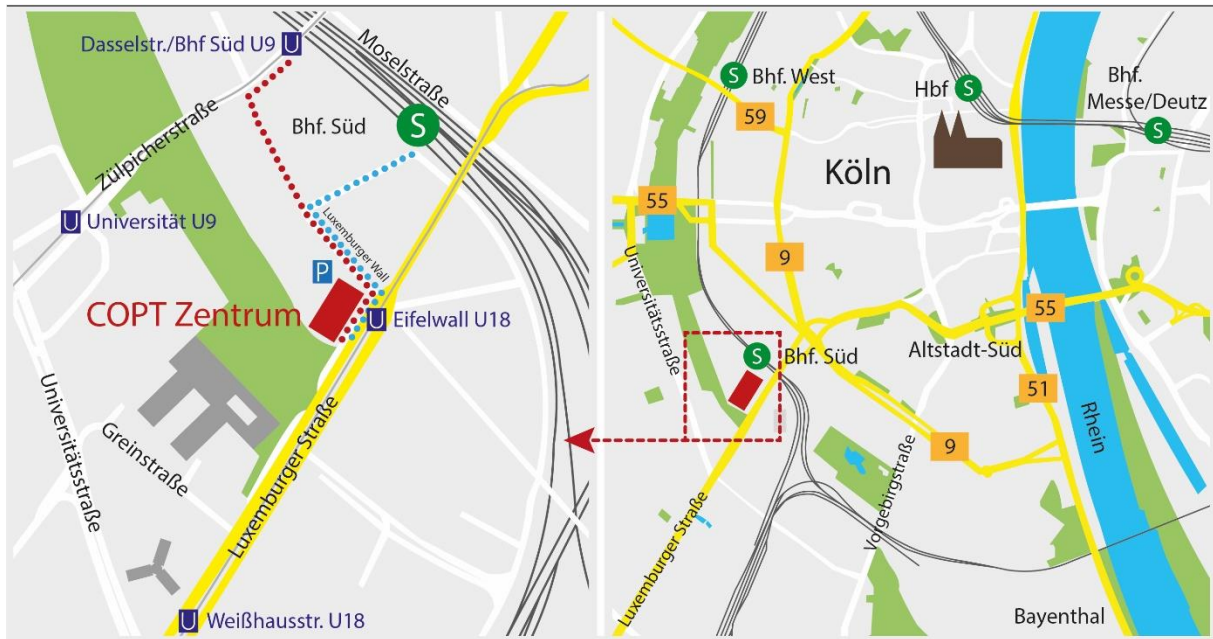 Dasselstr./Bhf Süd U9
U
Moselstraße
Bhf. Süd
S
Zülpicherstraße
U
Universität U9
Luxemburger Wall
P
COPT Zentrum
U
Eifelwall U18
Universitätsstraße
Greinstraße
Luxemburger Straße
U
Weißhausstr. U18
S
Bhf. West
Hbf
S
Bhf.
Messe/Deutz
S
59
Köln
55
Universitätsstraße
9
S
Bhf. Süd
Altstadt-Süd
55
51
Rhein
9
Luxemburger Straße
Vorgebirgstraße
Bayenthal